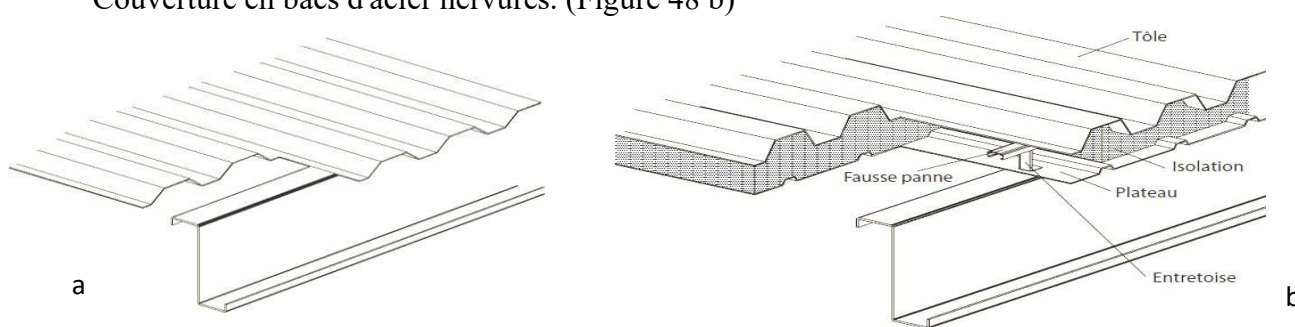 Couverture en bacs d'acier nervurés. (Figure 48 b)
Tôle
Fausse panne
Isolation
Plateau
Entretoise
a
b